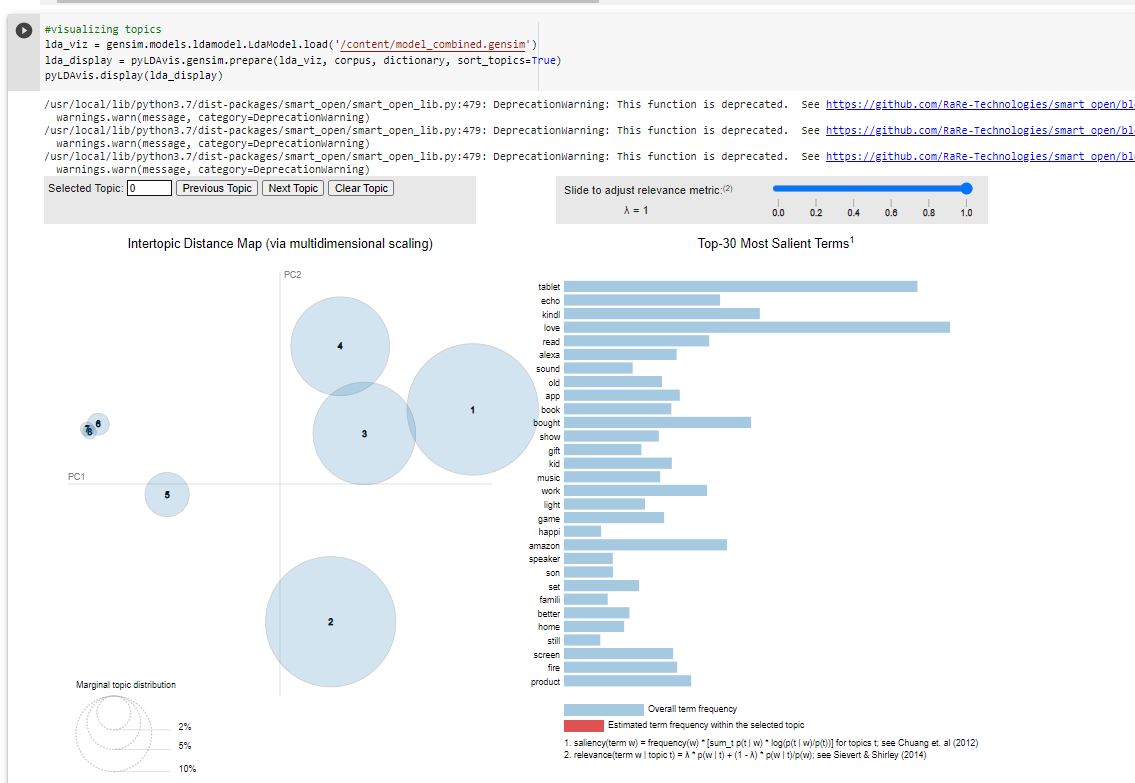 #visualizing topics
lda_viz = gensim.models.ldamodel.LdaModel.load('/content/model_combined.gensim')
lda_display = pyLDAvis.gensim.prepare(lda_viz, corpus, dictionary, sort_topics=True)
pyLDAvis.display(lda_display)
/usr/local/lib/python3.7/dist-packages/smart_open/smart_open_lib.py:479: DeprecationWarning: This function is deprecated.  See https://github.com/RaRe-Technologies/smart_open/bl
warnings.warn(message, category=DeprecationWarning)
/usr/local/lib/python3.7/dist-packages/smart_open/smart_open_lib.py:479: DeprecationWarning: This function is deprecated.  See https://github.com/RaRe-Technologies/smart_open/bl
warnings.warn(message, category=DeprecationWarning)
/usr/local/lib/python3.7/dist-packages/smart_open/smart_open_lib.py:479: DeprecationWarning: This function is deprecated.  See https://github.com/RaRe-Technologies/smart_open/bl
warnings.warn(message, category=DeprecationWarning)
Selected Topic: 0 Previous Topic Next Topic Clear Topic
Slide to adjust relevance metric:(2)
λ = 1
0.0 0.2 0.4 0.6 0.8 1.0
Intertopic Distance Map (via multidimensional scaling)
PC2
4
1
3
6
7
8
PC1
5
2
Marginal topic distribution
2%
5%
10%
Top-30 Most Salient Terms1
tablet
echo
kindl
love
read
alexa
sound
old
app
book
bought
show
gift
kid
music
work
light
game
happi
amazon
speaker
son
set
famili
better
home
still
screen
fire
product
Overall term frequency
Estimated term frequency within the selected topic
1. saliency(term w) = frequency(w) * [sum_t p(t | w) * log(p(t | w)/p(t))] for topics t; see Chuang et. al (2012)
2. relevance(term w | topic t) = λ * p(w | t) + (1 - λ) * p(w | t)/p(w); see Sievert & Shirley (2014)